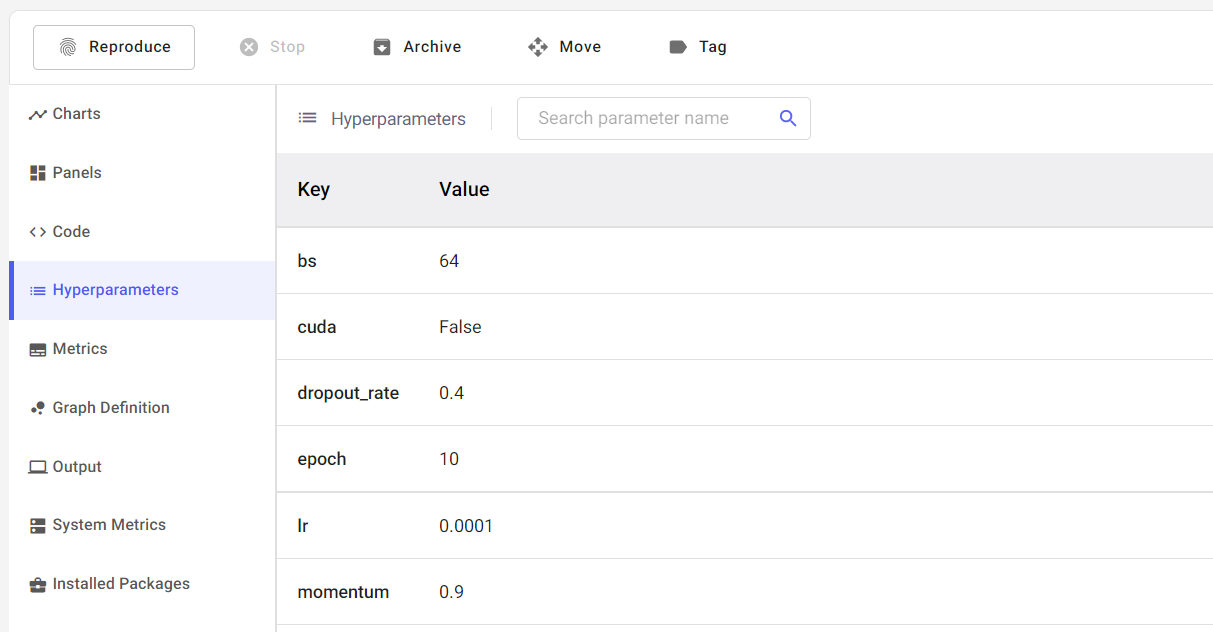 Reproduce Stop Archive Move Tag
Charts
Panels
Code
Hyperparameters
Metrics
Graph Definition
Output
System Metrics
Installed Packages
Hyperparameters Search parameter name
Key Value
bs 64
cuda False
dropout_rate 0.4
epoch 10
lr 0.0001
momentum 0.9